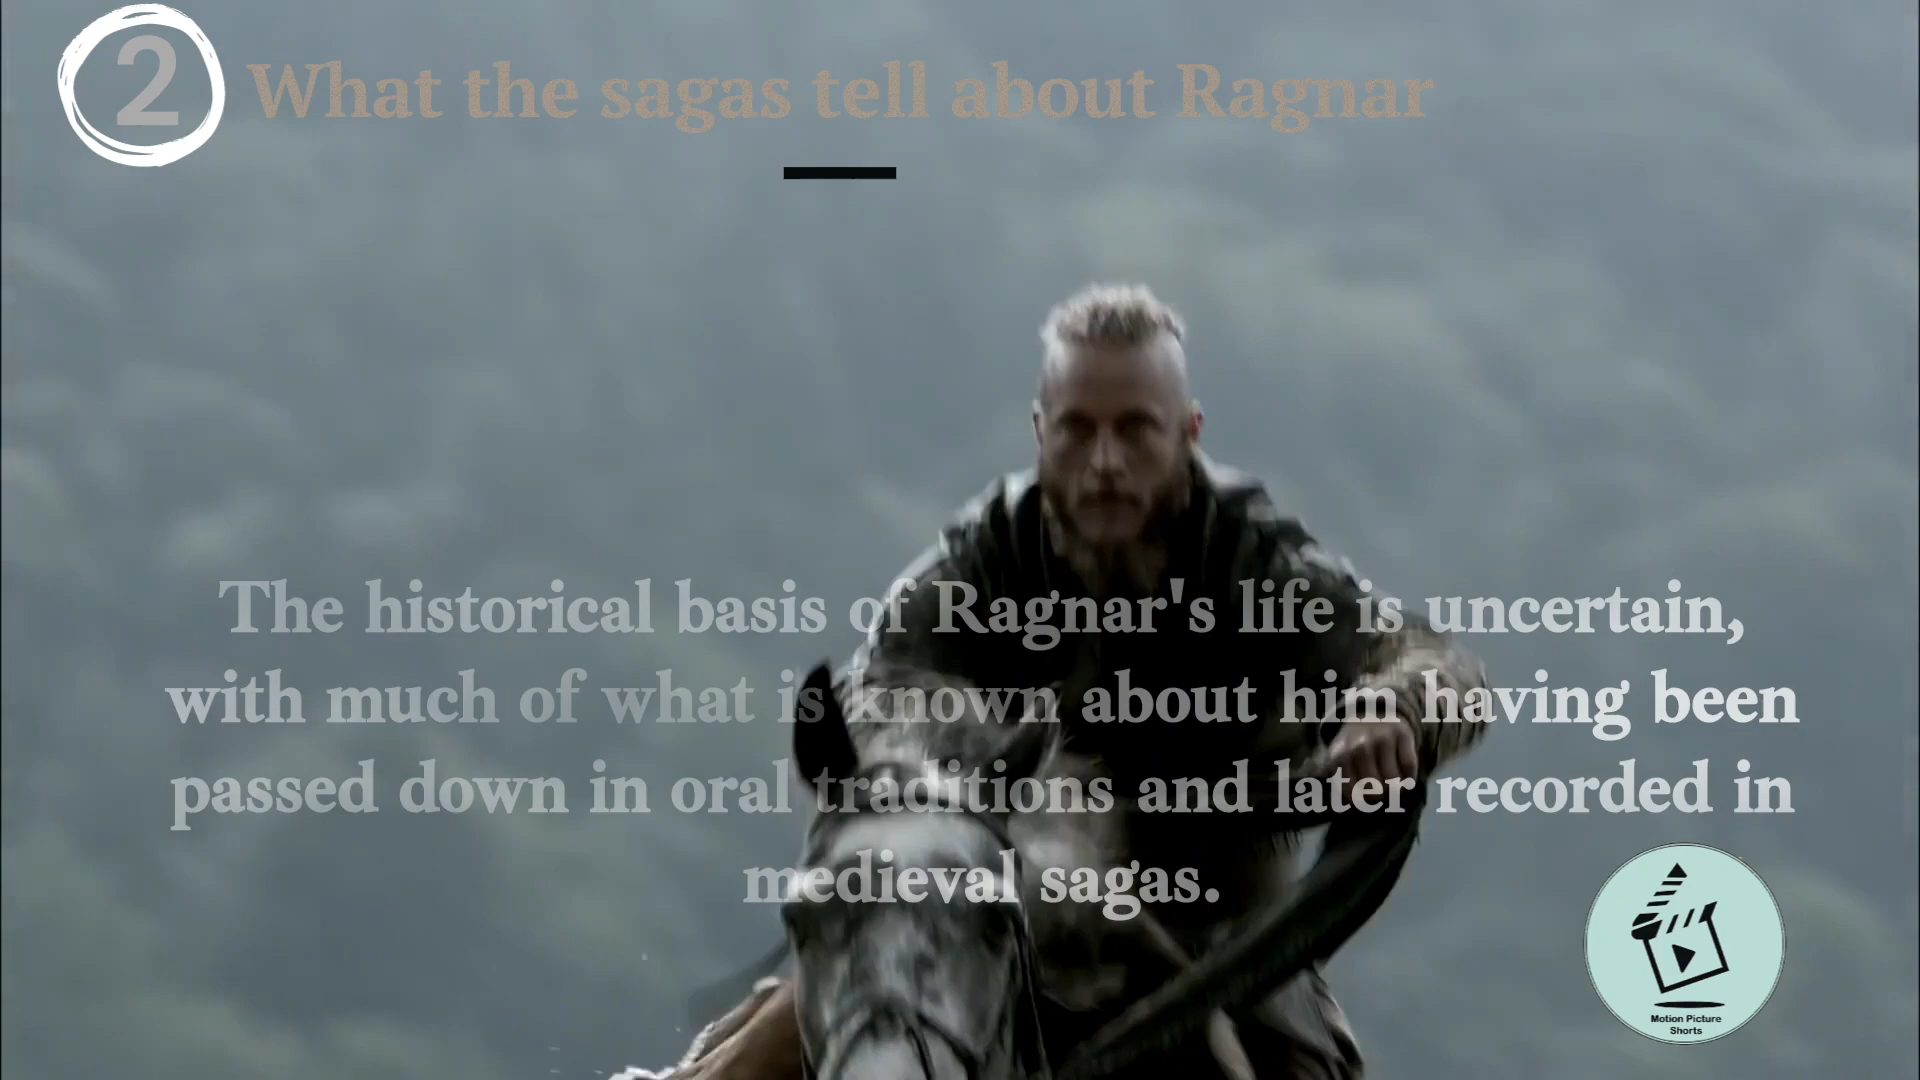 2 What the sagas tell about Ragnar
The historical basis of Ragnar's life is uncertain,
with much of what is known about him having been
passed down in oral traditions and later recorded in
medieval sagas.
Motion Picture
Shorts